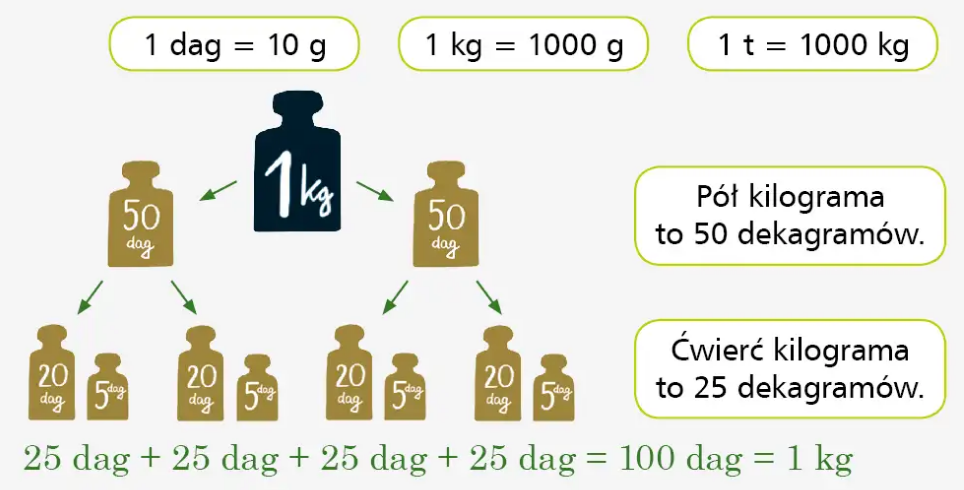 1 dag = 10 g
1 kg = 1000 g
1 t = 1000 kg
1 kg
50
dag
50
dag
Pół kilograma
to 50 dekagramów.
20
dag
5 dag
20
dag
5 dag
20
dag
5 dag
20
dag
5 dag
Ćwierć kilograma
to 25 dekagramów.
25 dag + 25 dag + 25 dag + 25 dag = 100 dag = 1 kg